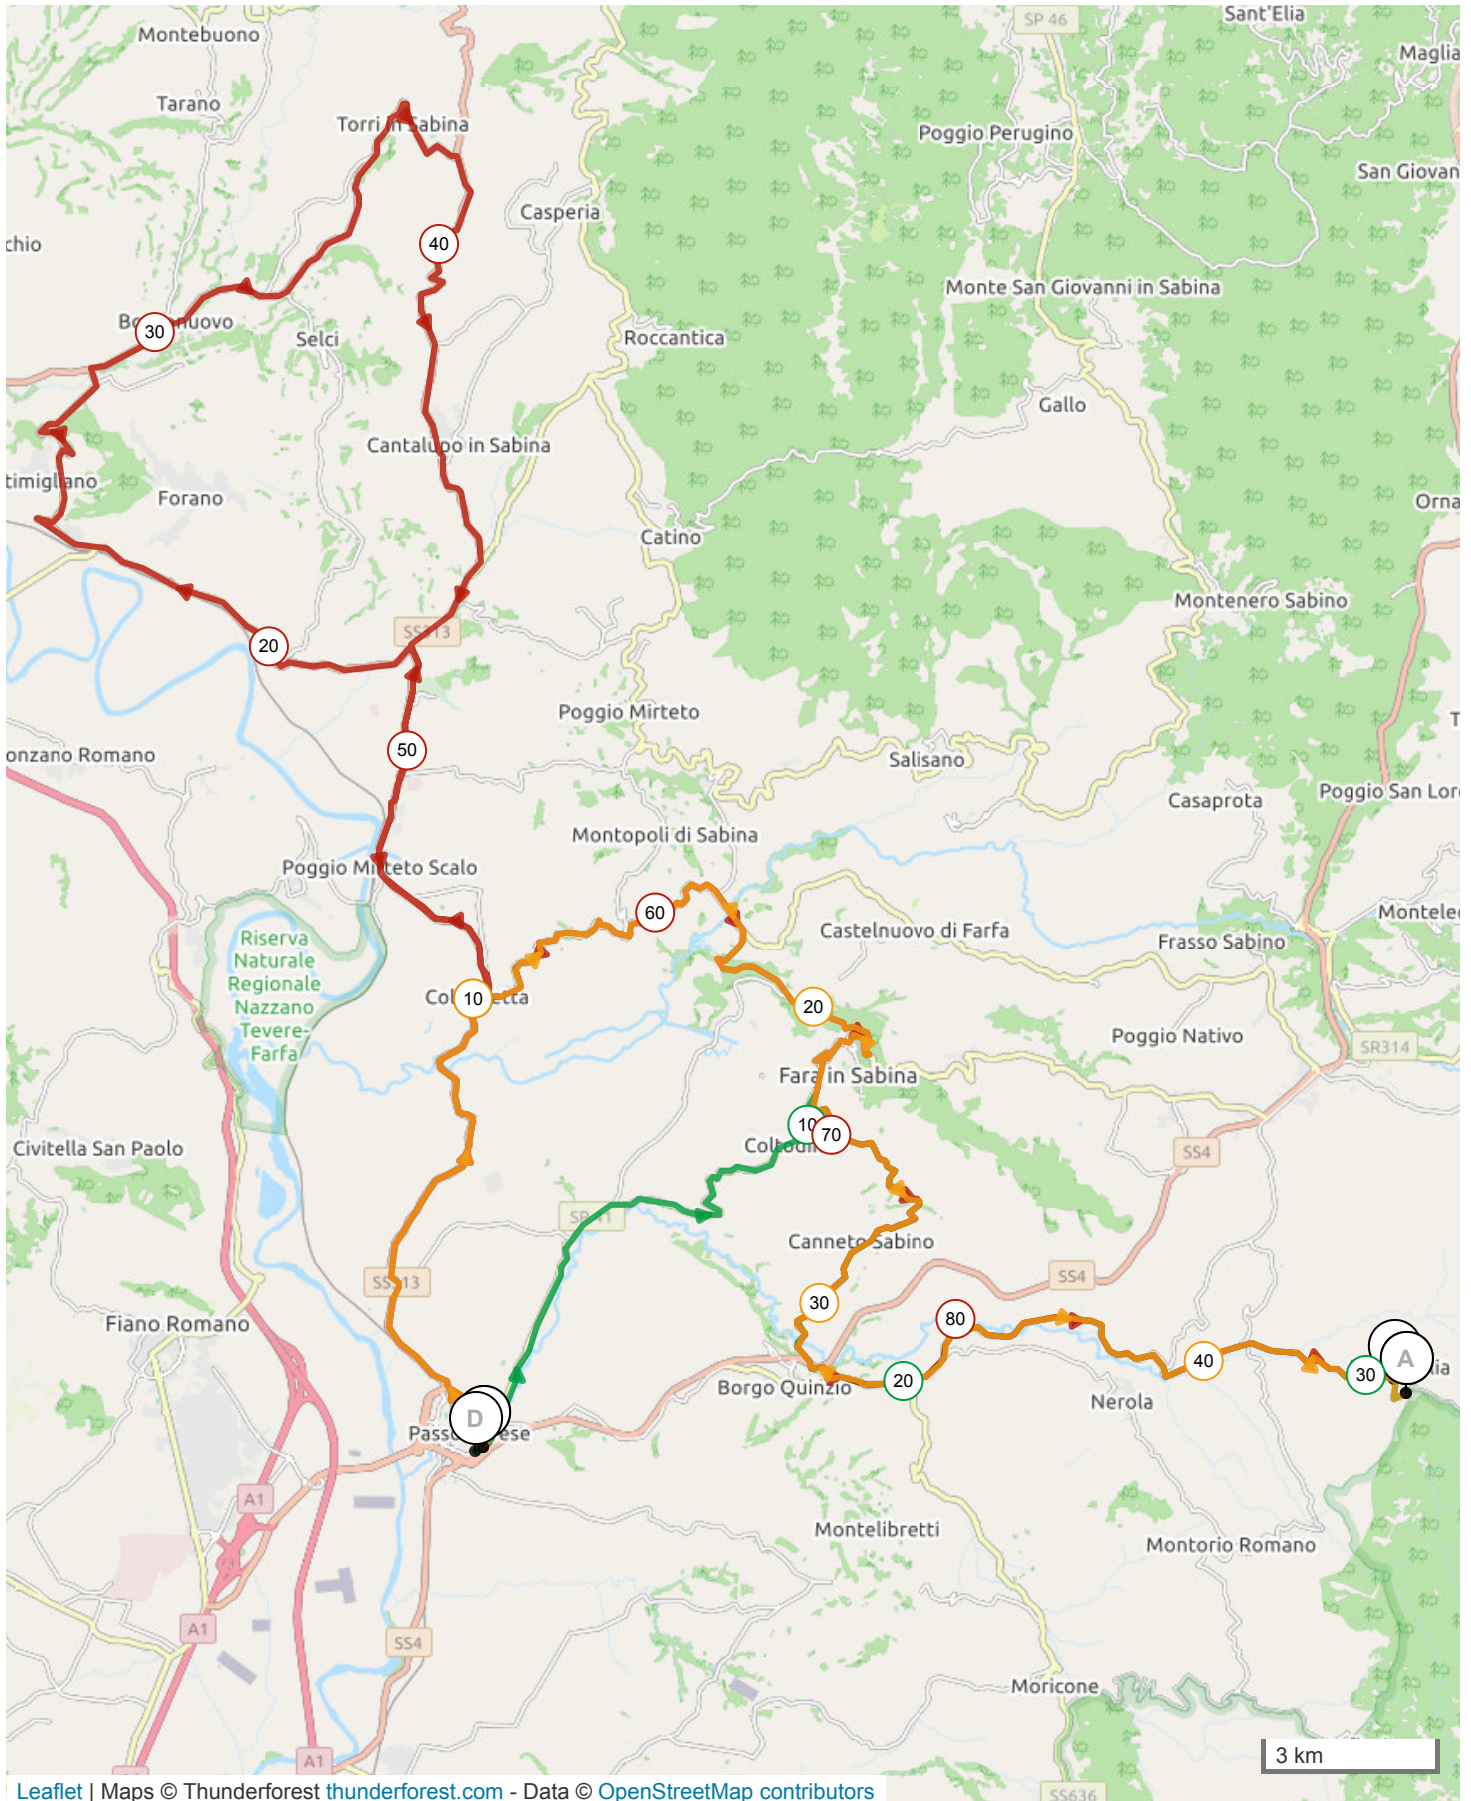 Sant'Elia
SP 46
Montebuono
Maglia
Tarano
Torri in Sabina
Poggio Perugino
San Giovan
Casperia
chio
40
Monte San Giovanni in Sabina
30
Selci
Roccantica
Gallo
Cantalupo in Sabina
timigliano
Forano
Orna
Catino
Montenero Sabino
SS313
20
Poggio Mirteto
onzano Romano
50
Salisano
Casaprota
Poggio San Lore
Montopoli di Sabina
Poggio Mirteto Scalo
60
Castelnuovo di Farfa
Montele
Frasso Sabino
Riserva
Naturale
Regionale
Nazzano
Tevere-
Farfa
10
20
Poggio Nativo
SR314
Fara in Sabina
10
70
Civitella San Paolo
SS4
SP 41
Canneto Sabino
SS4
SS313
30
Fiano Romano
80
40
A
30
Borgo Quinzio
20
Nerola
D
A1
Montelibretti
Montorio Romano
A1
SS4
Moricone
A1
3 km
SS636
Leaflet | Maps © Thunderforest thunderforest.com - Data © OpenStreetMap contributors